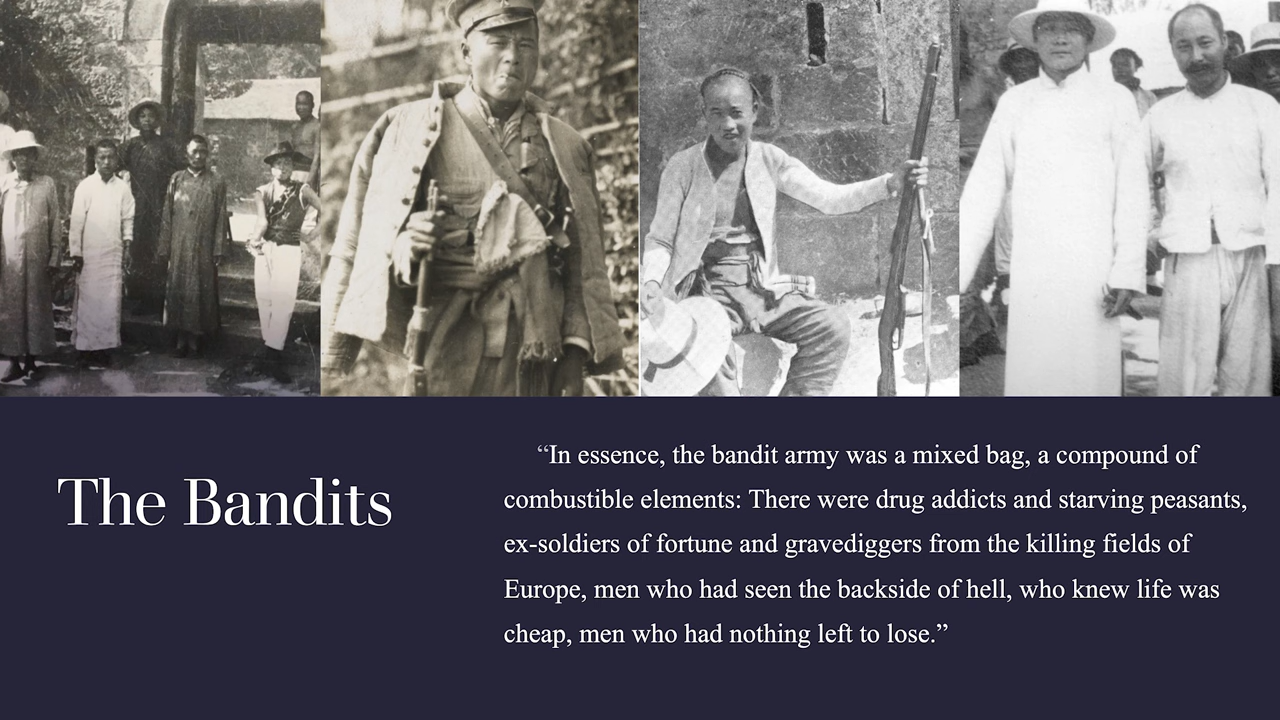 The Bandits
“In essence, the bandit army was a mixed bag, a compound of
combustible elements: There were drug addicts and starving peasants,
ex-soldiers of fortune and gravediggers from the killing fields of
Europe, men who had seen the backside of hell, who knew life was
cheap, men who had nothing left to lose.”